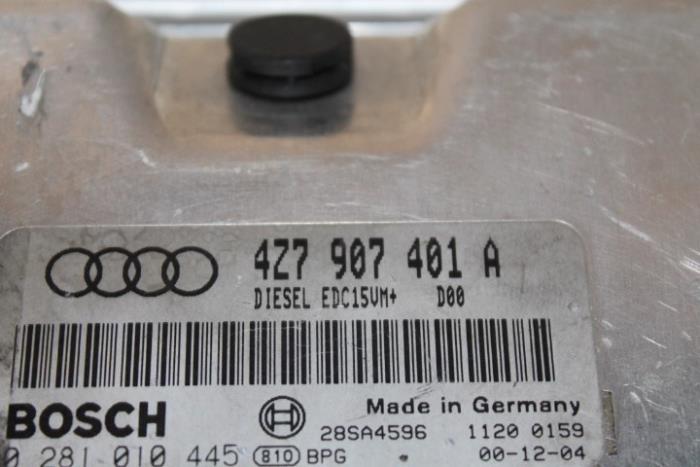 4Z7 907 401 A
DIESEL EDC15VM+ D00
BOSCH
Made in Germany
28SA4596 1120 0159
0 281 010 445 810 BPG 00-12-04